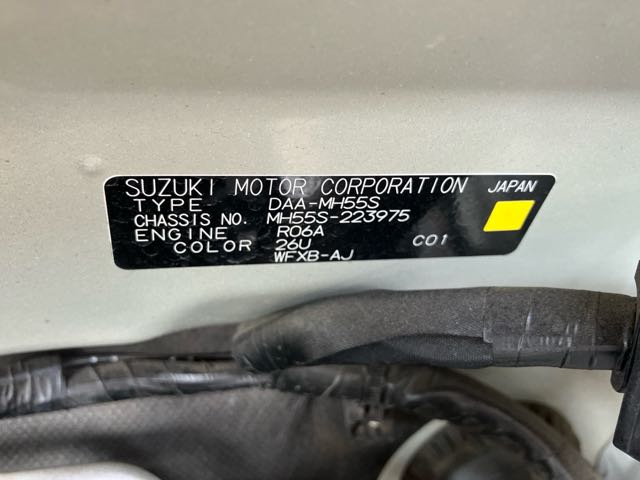 SUZUKI MOTOR CORPORATION JAPAN
TYPE DAA-MH55S
CHASSIS NO. MH55S-223975
ENGINE R06A
COLOR 26U C01
WFXB-AJ